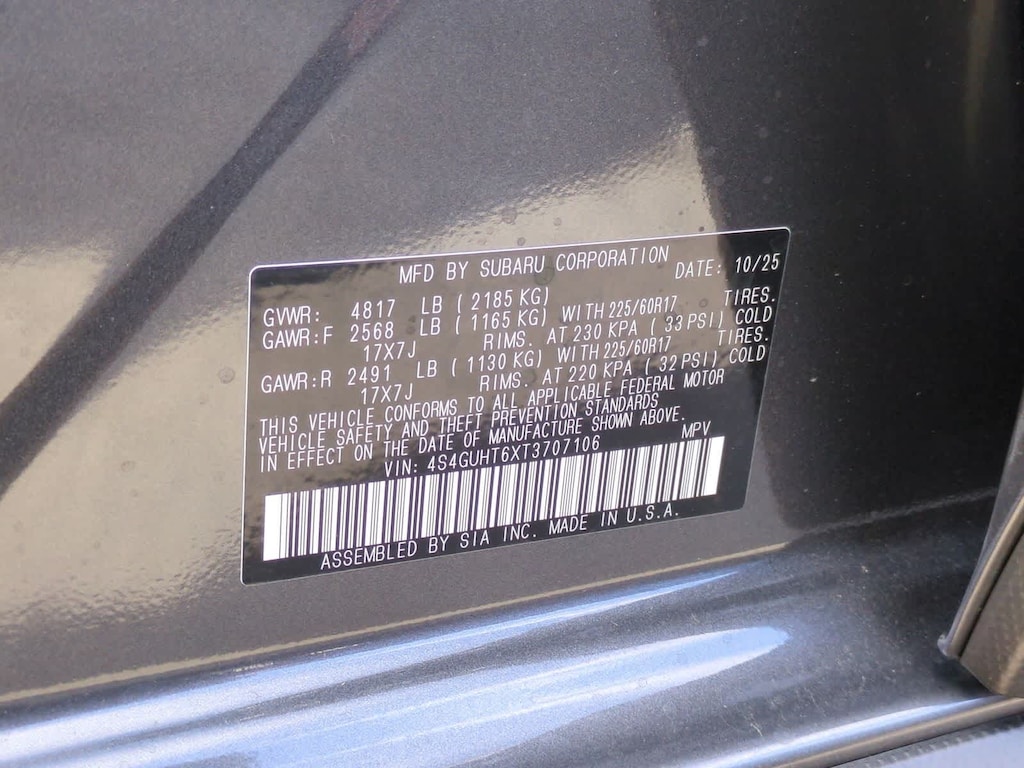 MFD BY SUBARU CORPORATION DATE: 10/25
GVWR: 4817 LB ( 2185 KG)
GAWR:F 2568 LB ( 1165 KG) WITH 225/60R17 TIRES.
17X7J RIMS. AT 230 KPA ( 33 PSI) COLD
GAWR:R 2491 LB ( 1130 KG) WITH 225/60R17 TIRES.
17X7J RIMS. AT 220 KPA ( 32 PSI) COLD
THIS VEHICLE CONFORMS TO ALL APPLICABLE FEDERAL MOTOR
VEHICLE SAFETY AND THEFT PREVENTION STANDARDS
IN EFFECT ON THE DATE OF MANUFACTURE SHOWN ABOVE.
VIN: 4S4GUHT6XT3707106 MPV
ASSEMBLED BY SIA INC. MADE IN U.S.A.